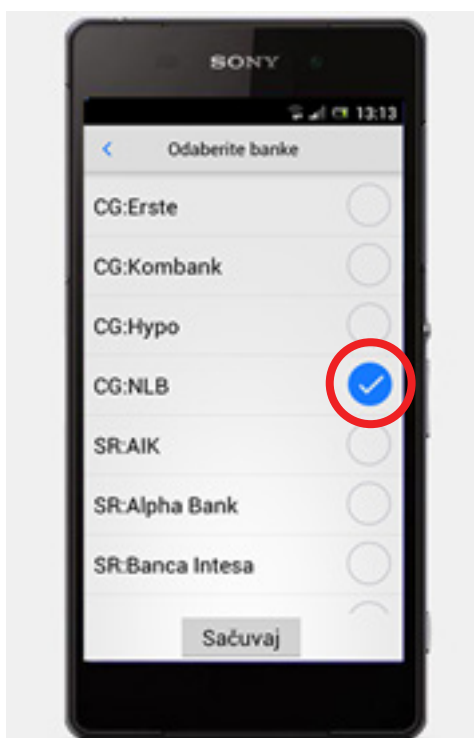 SONY
13:13
Odaberite banke
CG:Erste
CG:Kombank
CG:Hypo
CG:NLB
SR:AIK
SR:Alpha Bank
SR:Banca Intesa
Sačuvaj